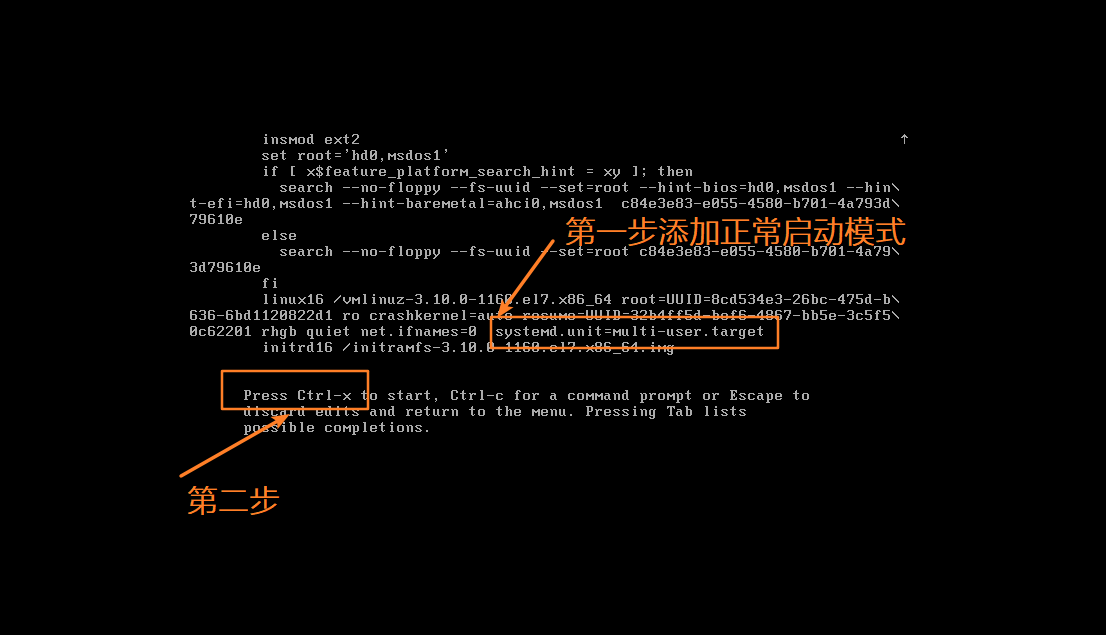 insmod ext2 ↑
set root='hd0,msdos1'
if [ x$feature_platform_search_hint = xy ]; then
search --no-floppy --fs-uuid --set=root --hint-bios=hd0,msdos1 --hin\
t-efi=hd0,msdos1 --hint-baremetal=ahci0,msdos1  c84e3e83-e055-4580-b701-4a793d\
79610e
第一步添加正常启动模式
else
search --no-floppy --fs-uuid --set=root c84e3e83-e055-4580-b701-4a79\
3d79610e
fi
linux16 /vmlinuz-3.10.0-1160.el7.x86_64 root=UUID=8cd534e3-26bc-475d-b\
636-6bd1120822d1 ro crashkernel=auto resume=UUID=32b4ff5d-bef6-4867-bb5e-3c5f5\
0c62201 rhgb quiet net.ifnames=0  systemd.unit=multi-user.target
initrd16 /initramfs-3.10.0-1160.el7.x86_64.img
Press Ctrl-x to start, Ctrl-c for a command prompt or Escape to
discard edits and return to the menu. Pressing Tab lists
possible completions.
第二步